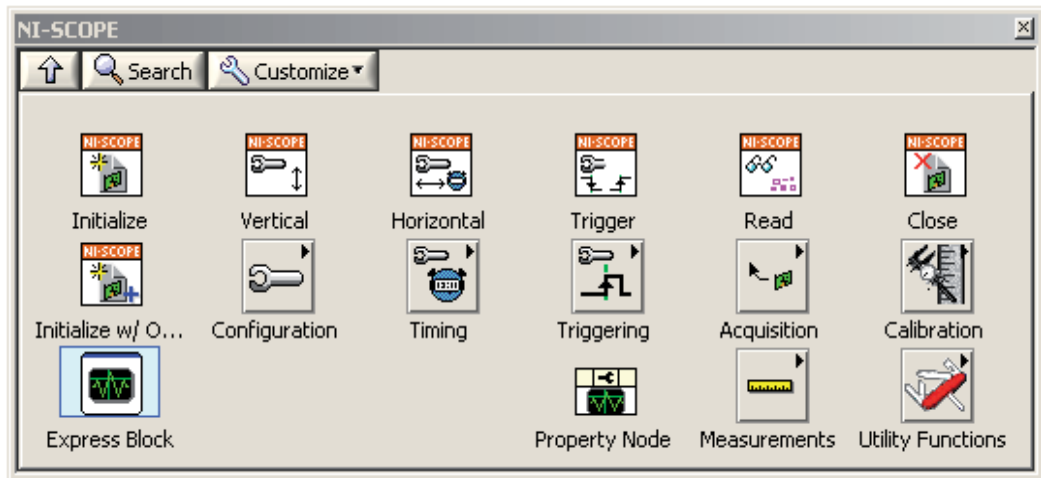 NI-SCOPE
Search Customize
NI-SCOPE NI-SCOPE NI-SCOPE NI-SCOPE NI-SCOPE NI-SCOPE
Initialize Vertical Horizontal Trigger Read Close
NI-SCOPE
Initialize w/ O... Configuration Timing Triggering Acquisition Calibration
Express Block Property Node Measurements Utility Functions